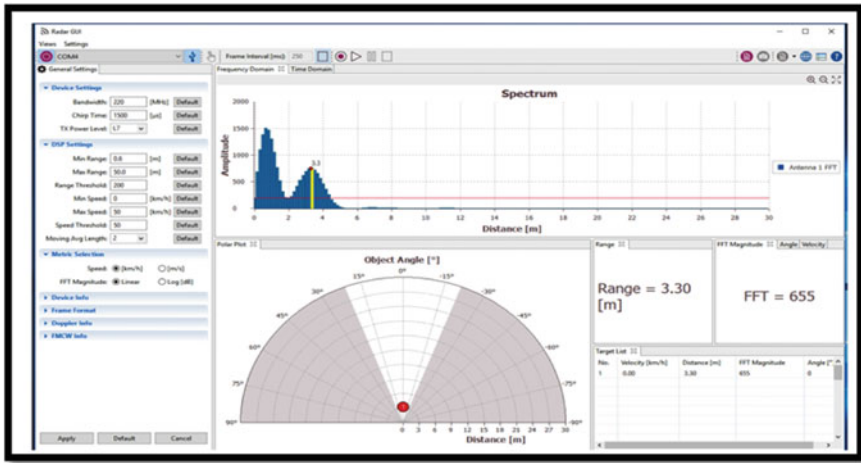 Radar GUI
Views Settings
COM4
Frame Interval [ms]: 250
General Settings
Device Settings
Bandwidth: 220 [MHz] Default
Chirp Time: 1500 [µs] Default
TX Power Level: L7 Default
DSP Settings
Min Range: 0.6 [m] Default
Max Range: 50.0 [m] Default
Range Threshold: 200 Default
Min Speed: 0 [km/h] Default
Max Speed: 50 [km/h] Default
Speed Threshold: 50 Default
Moving Avg Length: 2 Default
Metric Selection
Speed: [km/h] [m/s]
FFT Magnitude: Linear Log [dB]
Device Info
Frame Format
Doppler Info
FMCW Info
Apply Default Cancel
Frequency Domain Time Domain
Spectrum
2000
1500
1000
500
0
Amplitude
3.3
0 2 4 6 8 10 12 14 16 18 20 22 24 26 28 30
Distance [m]
Antenna 1 FFT
Polar Plot
Object Angle [°]
0°
15° -15°
30° -30°
45° -45°
60° -60°
75° -75°
90° -90°
0 3 6 9 12 15 18 21 24 27 30
Distance [m]
Range
Range = 3.30
[m]
FFT Magnitude Angle Velocity
FFT = 655
Target List
No. Velocity [km/h] Distance [m] FFT Magnitude Angle [°
1 0.00 3.30 655 0